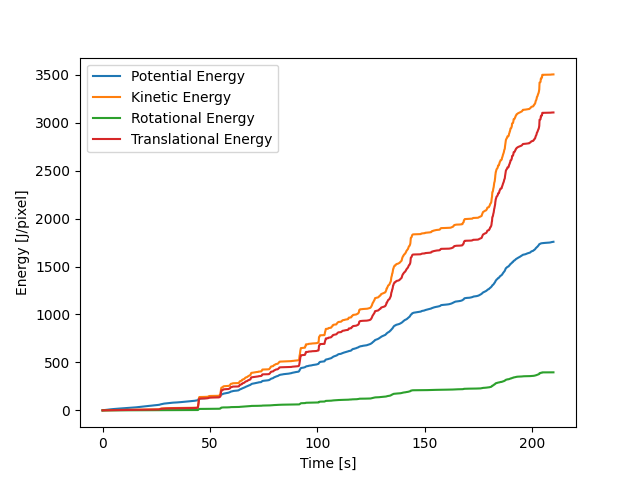 Potential Energy
Kinetic Energy
Rotational Energy
Translational Energy
3500
3000
2500
2000
1500
1000
500
0
Energy [J/pixel]
0 50 100 150 200
Time [s]